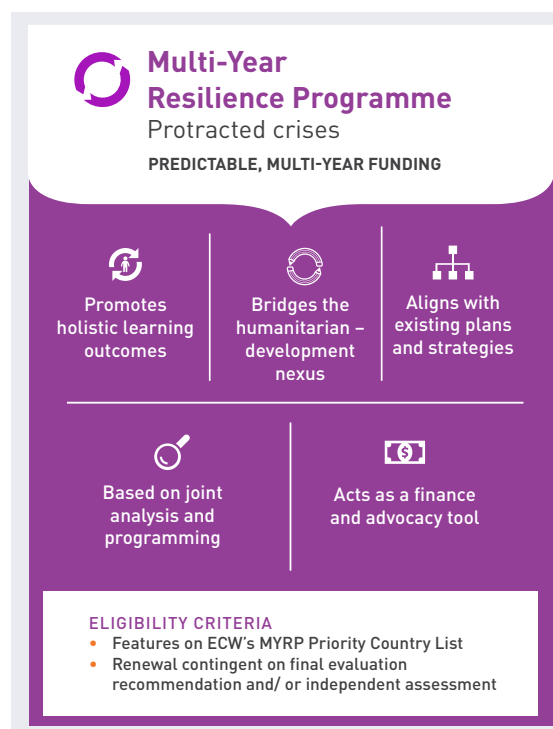 Multi-Year
Resilience Programme
Protracted crises
PREDICTABLE, MULTI-YEAR FUNDING
Promotes
holistic learning
outcomes
Bridges the
humanitarian –
development
nexus
Aligns with
existing plans
and strategies
Based on joint
analysis and
programming
$
Acts as a finance
and advocacy tool
ELIGIBILITY CRITERIA
• Features on ECW's MYRP Priority Country List
• Renewal contingent on final evaluation
recommendation and/ or independent assessment